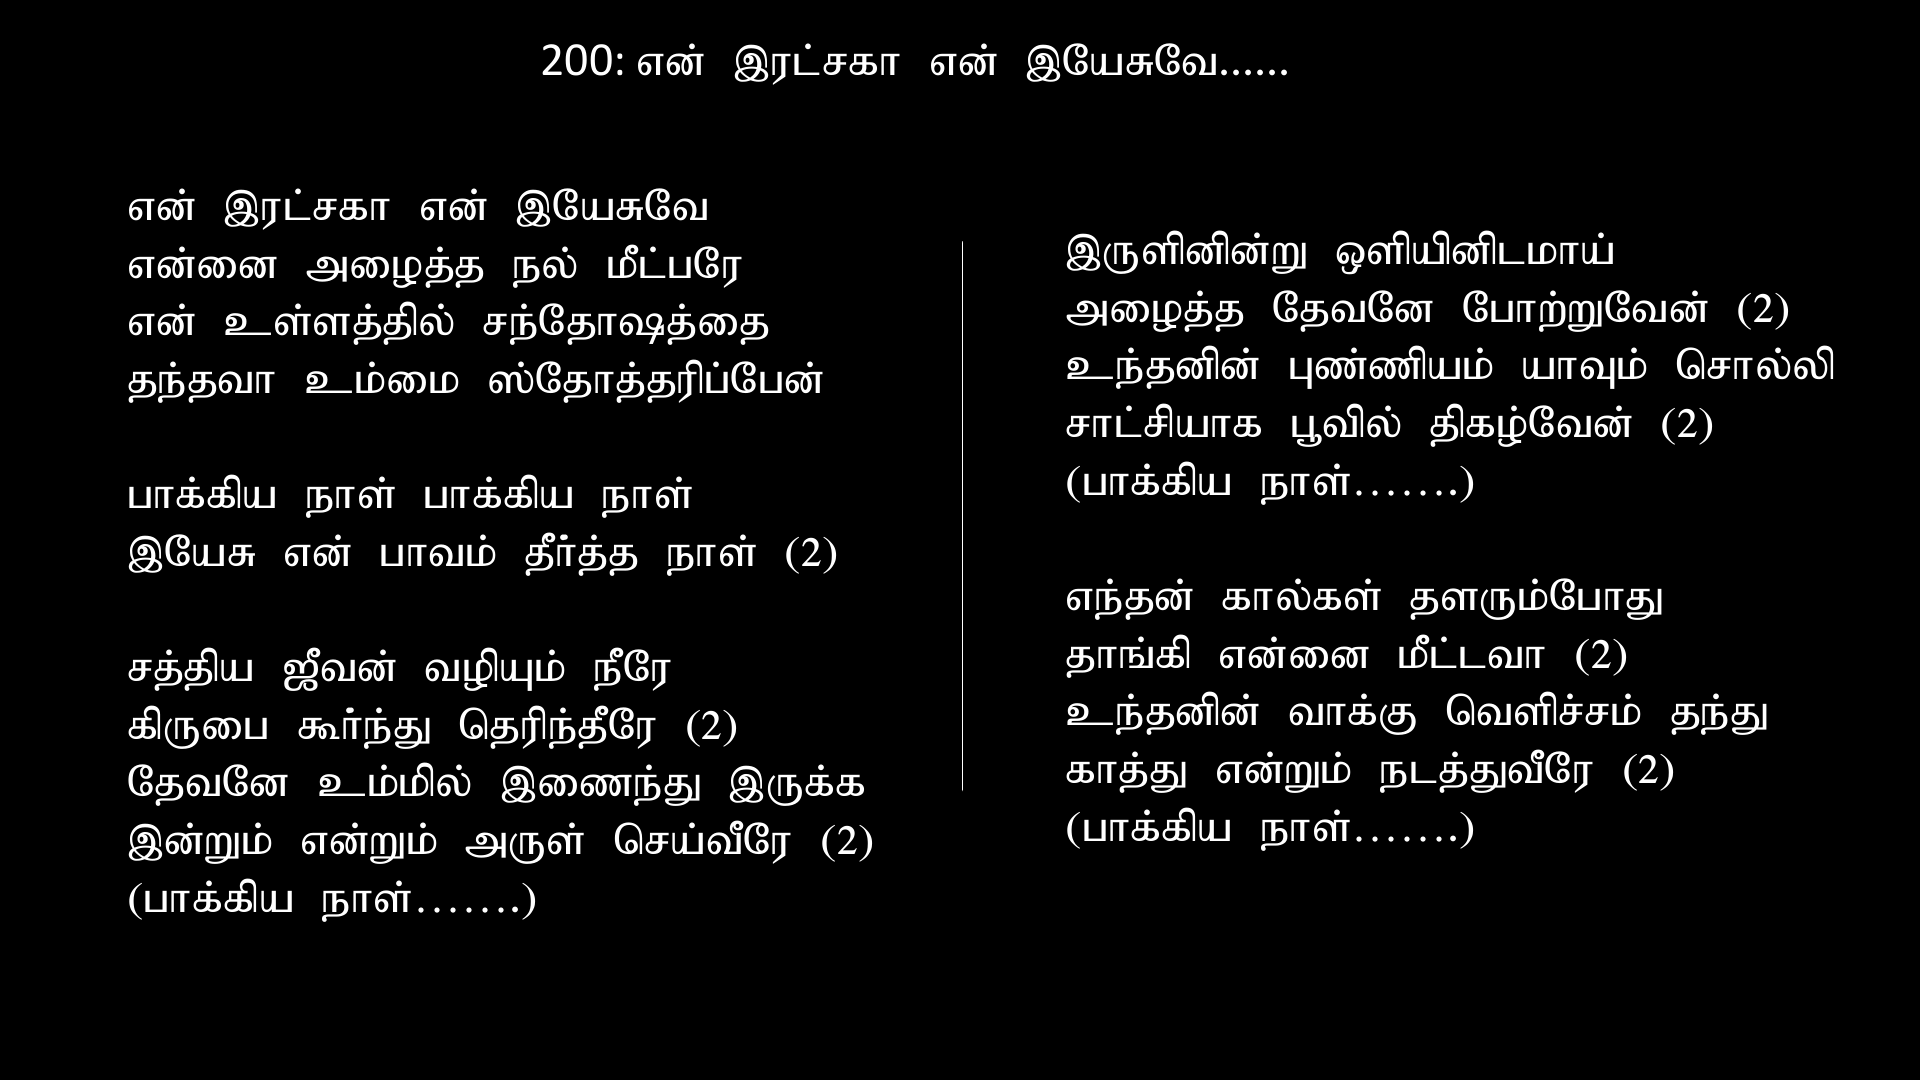 200: என் இரட்சகா என் இயேசுவே......
என் இரட்சகா என் இயேசுவே
என்னை அழைத்த நல் மீட்பரே
என் உள்ளத்தில் சந்தோஷத்தை
தந்தவா உம்மை ஸ்தோத்தரிப்பேன்
பாக்கிய நாள் பாக்கிய நாள்
இயேசு என் பாவம் தீர்த்த நாள் (2)
சத்திய ஜீவன் வழியும் நீரே
கிருபை கூர்ந்து தெரிந்தீரே (2)
தேவனே உம்மில் இணைந்து இருக்க
இன்றும் என்றும் அருள் செய்வீரே (2)
(பாக்கிய நாள்.......)
இருளினின்று ஒளியினிடமாய்
அழைத்த தேவனே போற்றுவேன் (2)
உந்தனின் புண்ணியம் யாவும் சொல்லி
சாட்சியாக பூவில் திகழ்வேன் (2)
(பாக்கிய நாள்.......)
எந்தன் கால்கள் தளரும்போது
தாங்கி என்னை மீட்டவா (2)
உந்தனின் வாக்கு வெளிச்சம் தந்து
காத்து என்றும் நடத்துவீரே (2)
(பாக்கிய நாள்.......)